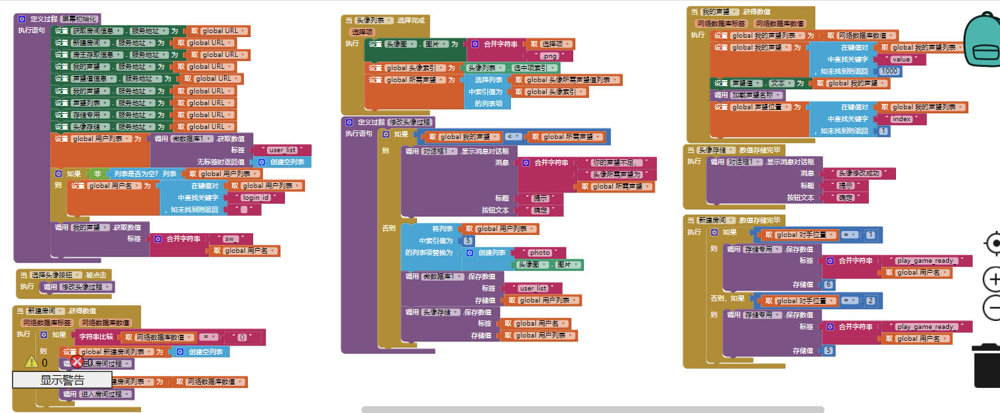 定义过程 屏幕初始化
执行语句 设置 获取房间信息 . 服务地址 为 取 global URL
设置 新建房间 . 服务地址 为 取 global URL
设置 房主存取信息 . 服务地址 为 取 global URL
设置 我的声望 . 服务地址 为 取 global URL
设置 声望值信息 . 服务地址 为 取 global URL
设置 我的声望 . 服务地址 为 取 global URL
设置 声望列表 . 服务地址 为 取 global URL
设置 存储专用 . 服务地址 为 取 global URL
设置 头像存储 . 服务地址 为 取 global URL
设置 global 用户列表 为 调用 微数据库1 .获取数值
标签 " user_list "
无标签时返回值 创建空列表
如果 非 列表是否为空? 列表 取 global 用户列表
则 设置 global 用户名 为 在键值对 取 global 用户列表
中查找关键字 " login_id "
, 如未找到则返回 " "
调用 我的声望 .获取数值
标签 合并字符串 " sw_ "
取 global 用户名
当 选择头像按钮 .被点击
执行 调用 修改头像过程
当 新建房间 .获得数值
网络数据库标签 网络数据库数值
执行 如果 字符串比较 取 网络数据库数值 = " 0 "
则 设置 global 新建房间列表 为 创建空列表
调用 进入房间过程
0 0
显示警告
建房间列表 为 取 网络数据库数值
调用 进入房间过程
当 头像列表 .选择完成
选择项
执行 设置 头像图 . 图片 为 合并字符串 取 选择项
" .png "
设置 global 头像索引 为 头像列表 . 选中项索引
设置 global 所需声望 为 选择列表 取 global 头像所需声望值列表
中索引值为 取 global 头像索引
的列表项
定义过程 修改头像过程
执行语句 如果 取 global 我的声望 < 取 global 所需声望
则 调用 对话框1 .显示消息对话框
消息 合并字符串 " 你的声望不足, "
" 头像所需声望为 "
取 global 所需声望
标题 " 提示 "
按钮文本 " 确定 "
否则 将列表 取 global 用户列表
中索引值为 5
的列表项替换为 创建列表 " photo "
头像图 . 图片
调用 微数据库1 .保存数值
标签 " user_list "
存储值 取 global 用户列表
调用 头像存储 .保存数值
标签 取 global 用户名
存储值 取 global 用户列表
当 我的声望 .获得数值
网络数据库标签 网络数据库数值
执行 设置 global 我的声望列表 为 取 网络数据库数值
设置 global 我的声望 为 在键值对 取 global 我的声望列表
中查找关键字 " value "
, 如未找到则返回 1000
设置 声望值 . 文本 为 取 global 我的声望
调用 加载声望名称
设置 global 声望位置 为 在键值对 取 global 我的声望列表
中查找关键字 " index "
, 如未找到则返回 1
当 头像存储 .数值存储完毕
执行 调用 对话框1 .显示消息对话框
消息 " 头像修改成功 "
标题 " 提示 "
按钮文本 " 确定 "
当 新建房间 .数值存储完毕
执行 如果 取 global 对手位置 = 1
则 调用 存储专用 .保存数值
标签 合并字符串 " play_game_ready_ "
取 global 用户名
存储值 6
否则, 如果 取 global 对手位置 = 2
则 调用 存储专用 .保存数值
标签 合并字符串 " play_game_ready_ "
取 global 用户名
存储值 5